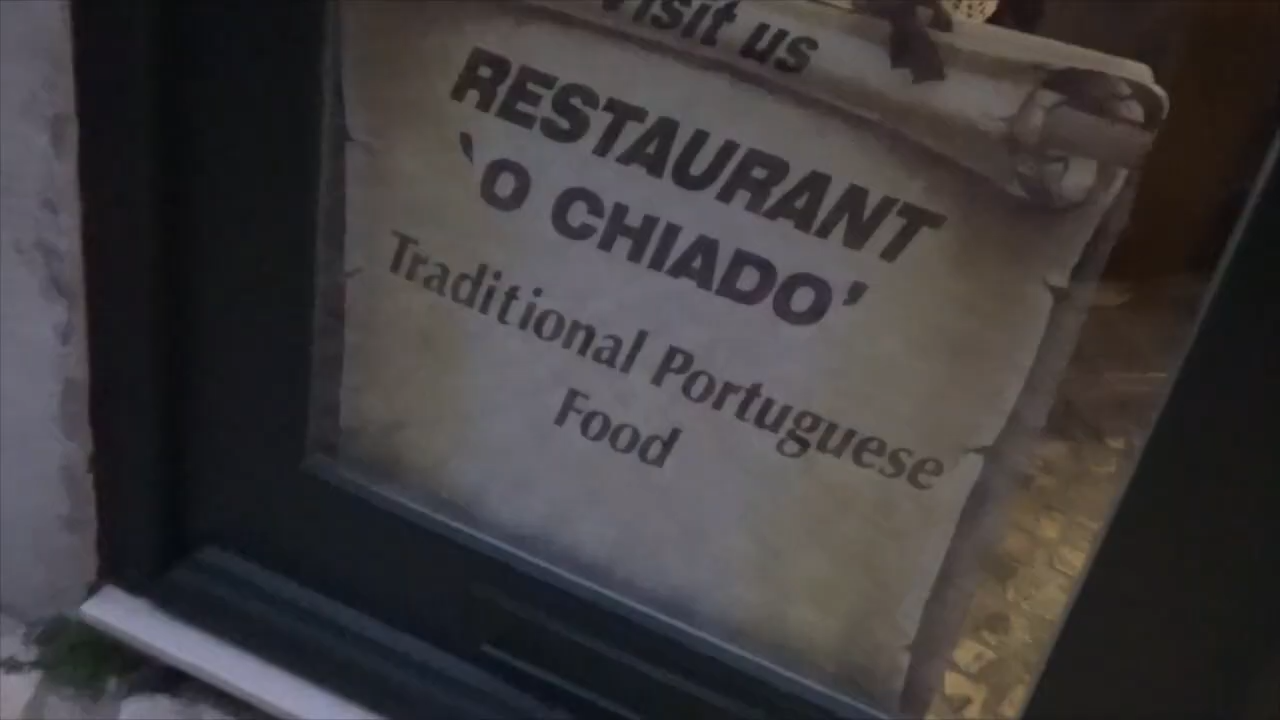 Visit us
RESTAURANT
‛O CHIADO’
Traditional Portuguese
Food